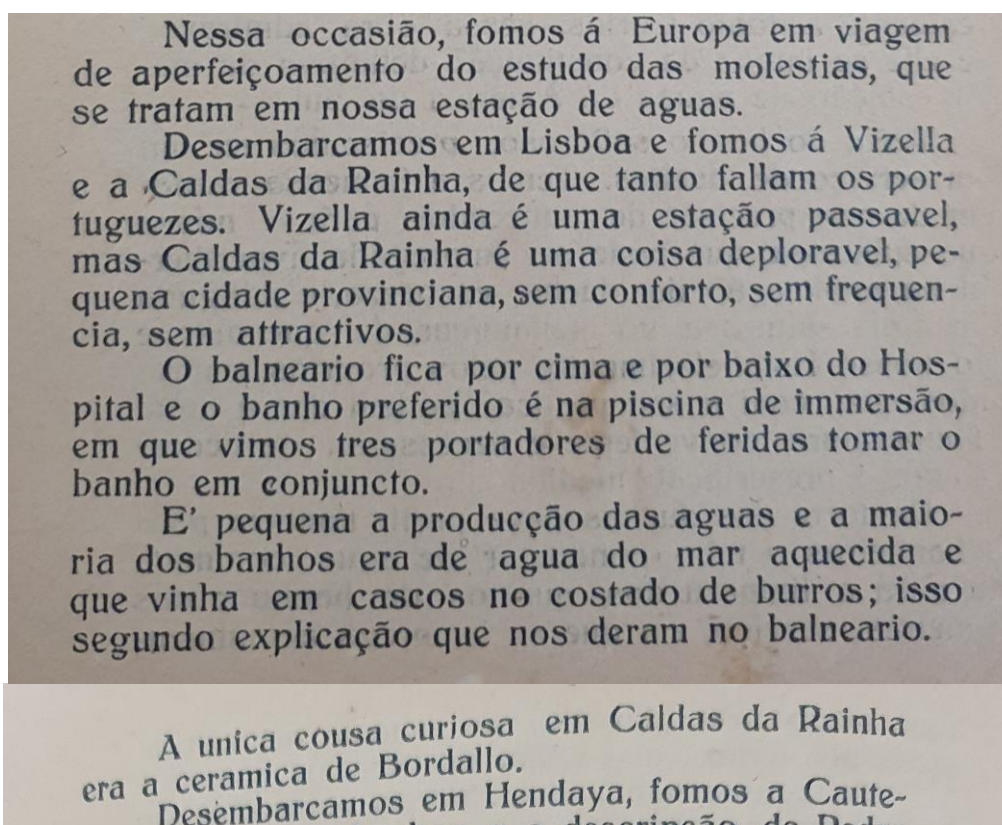 Nessa occasião, fomos á Europa em viagem
de aperfeiçoamento do estudo das molestias, que
se tratam em nossa estação de aguas.
Desembarcamos em Lisboa e fomos á Vizella
e a Caldas da Rainha, de que tanto fallam os por-
tuguezes. Vizella ainda é uma estação passavel,
mas Caldas da Rainha é uma coisa deploravel, pe-
quena cidade provinciana, sem conforto, sem frequen-
cia, sem attractivos.
O balneario fica por cima e por baixo do Hos-
pital e o banho preferido é na piscina de immersão,
em que vimos tres portadores de feridas tomar o
banho em conjuncto.
E' pequena a producção das aguas e a maio-
ria dos banhos era de agua do mar aquecida e
que vinha em cascos no costado de burros; isso
segundo explicação que nos deram no balneario.
A unica cousa curiosa em Caldas da Rainha
era a ceramica de Bordallo.
Desembarcamos em Hendaya, fomos a Caute-